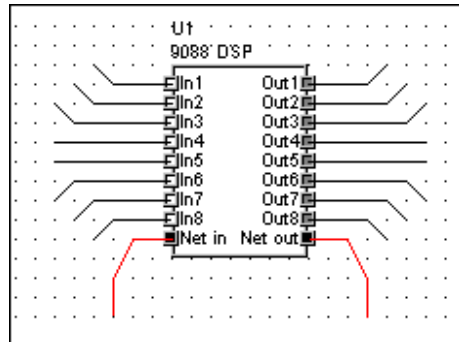 U1
9088 DSP
In1 Out1
In2 Out2
In3 Out3
In4 Out4
In5 Out5
In6 Out6
In7 Out7
In8 Out8
Net in Net out